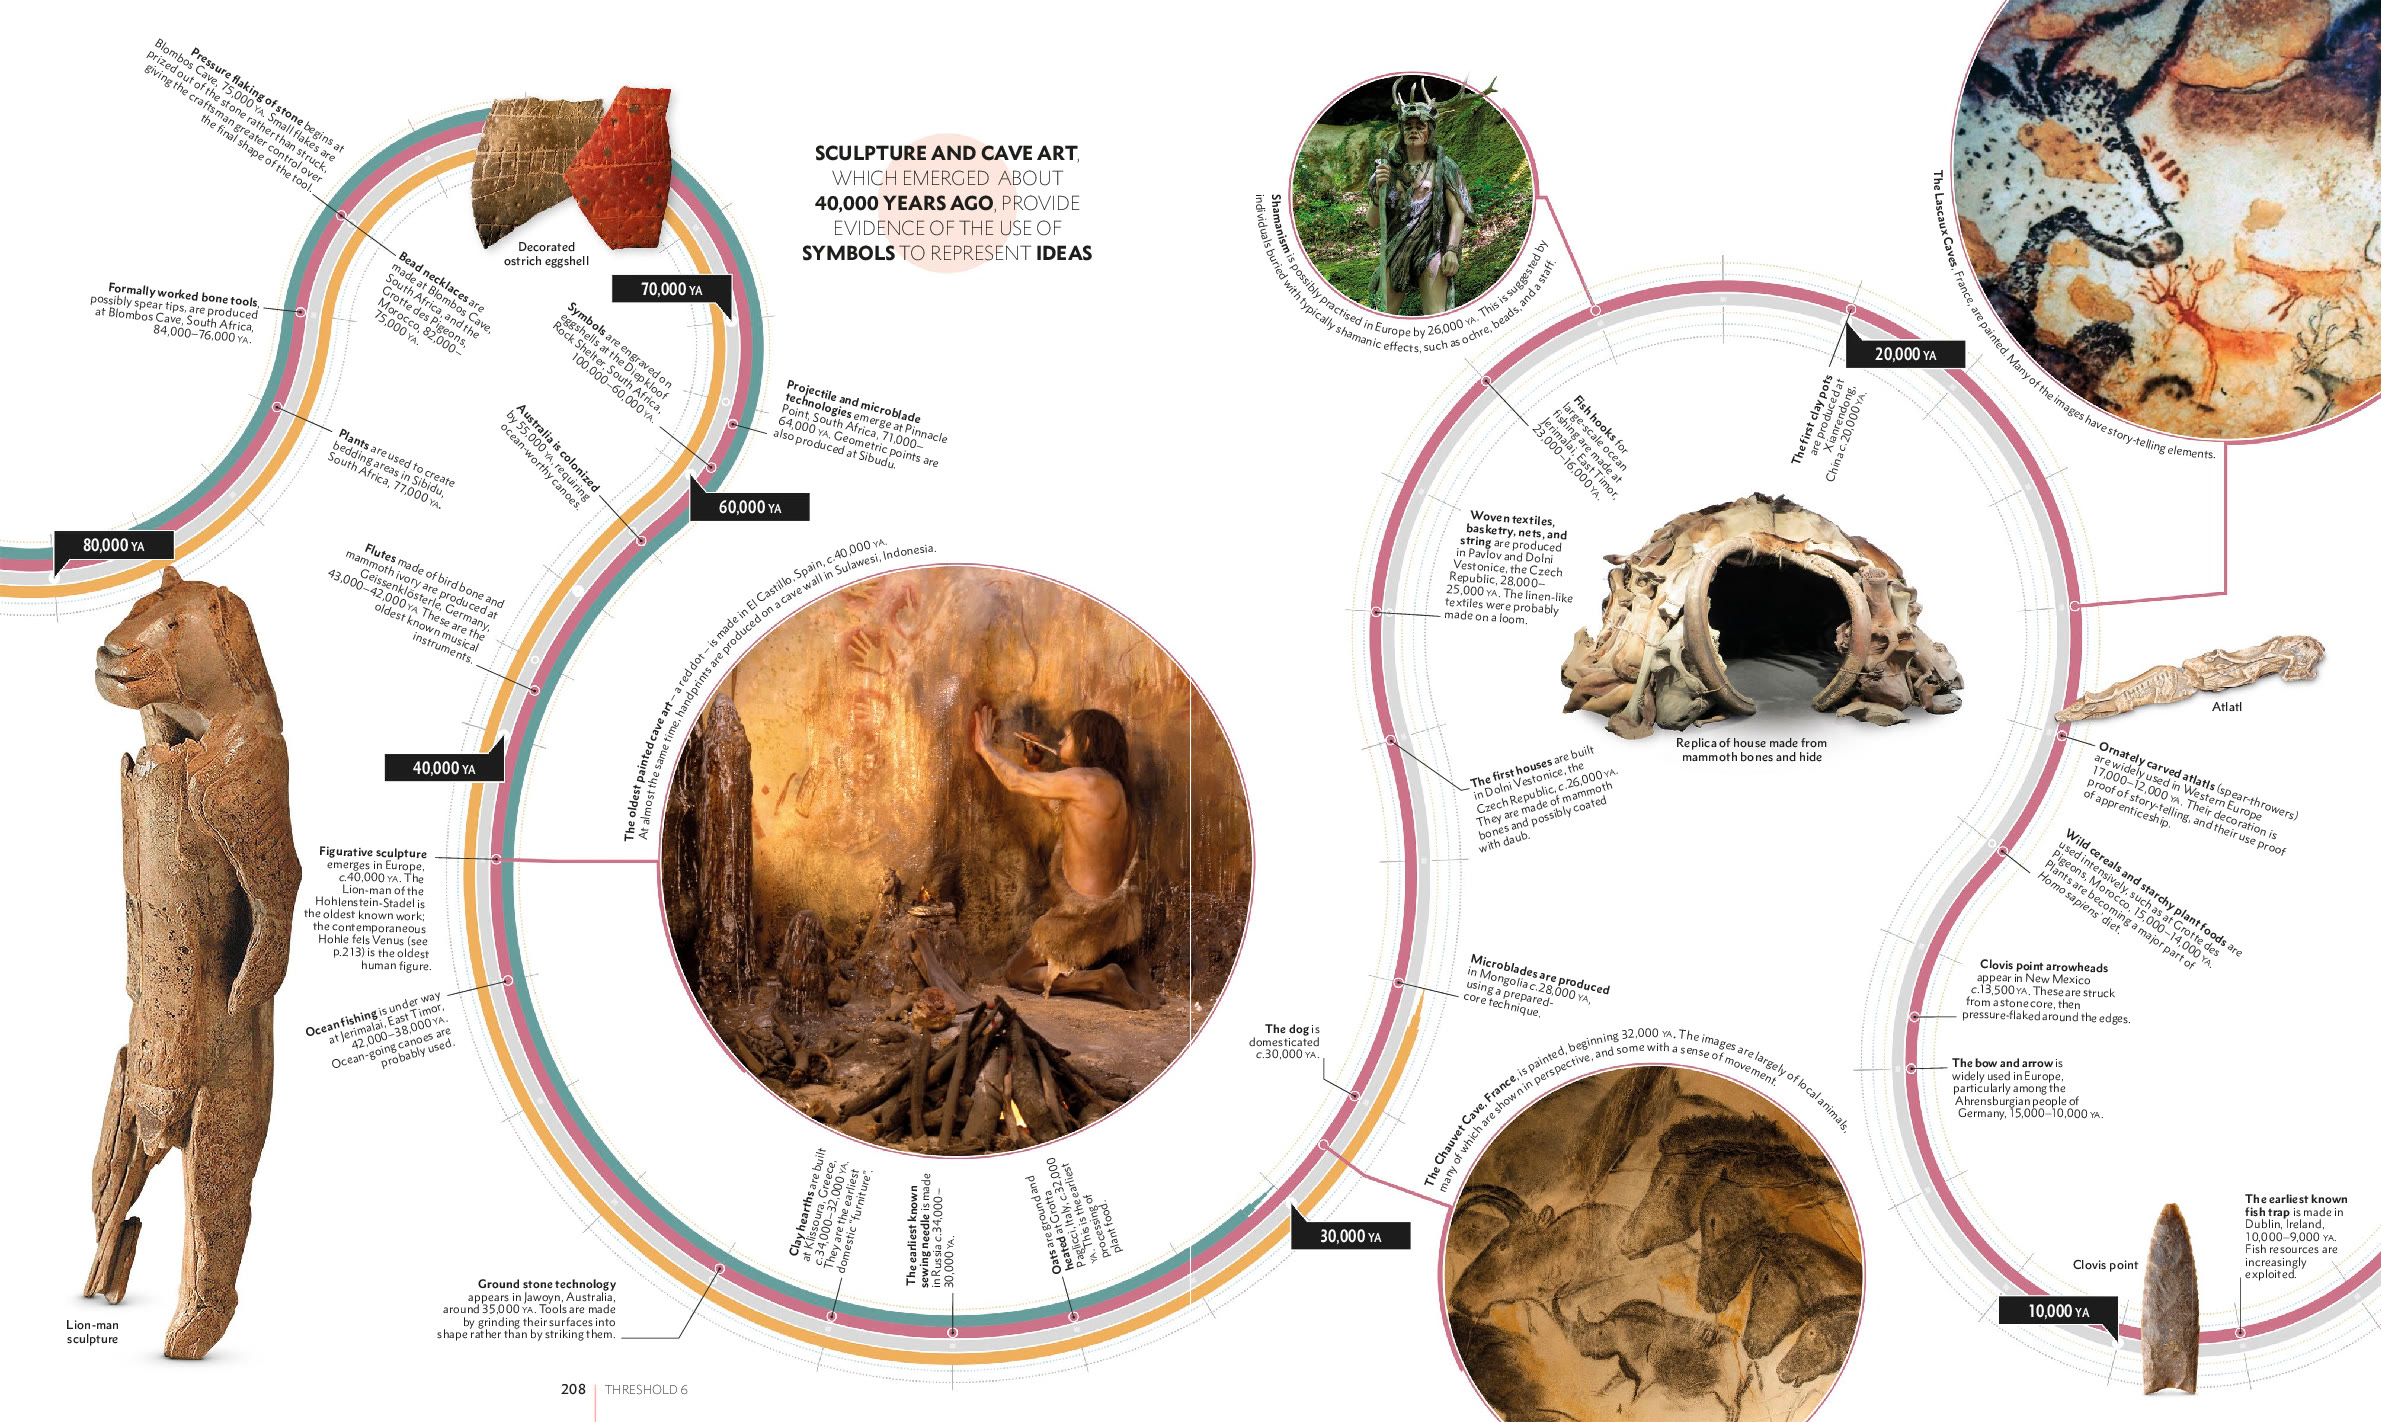 Pressure flaking of stone begins at
Blombos Cave, 75,000 YA. Small flakes are
prized out of the stone rather than struck,
giving the craftsman greater control over
the final shape of the tool.
Decorated
ostrich eggshell
SCULPTURE AND CAVE ART,
WHICH EMERGED ABOUT
40,000 YEARS AGO, PROVIDE
EVIDENCE OF THE USE OF
SYMBOLS TO REPRESENT IDEAS
Bead necklaces are
made at Blombos Cave,
South Africa, and the
Grotte des Pigeons,
Morocco, 82,000–
75,000 YA.
Formally worked bone tools,
possibly spear tips, are produced
at Blombos Cave, South Africa,
84,000–76,000 YA.
70,000 YA
Symbols are engraved on
eggshells at the Diepkloof
Rock Shelter, South Africa,
100,000–60,000 YA.
Projectile and microblade
technologies emerge at Pinnacle
Point, South Africa, 71,000–
64,000 YA. Geometric points are
also produced at Sibudu.
Australia is colonized
by 55,000 YA, requiring
ocean-worthy canoes.
Plants are used to create
bedding areas in Sibidu,
South Africa, 77,000 YA.
60,000 YA
80,000 YA
Flutes made of bird bone and
mammoth ivory are produced at
Geissenklösterle, Germany,
43,000–42,000 YA. These are the
oldest known musical
instruments.
40,000 YA
The oldest painted cave art – a red dot – is made in El Castillo, Spain, c.40,000 YA.
At almost the same time, handprints are produced on a cave wall in Sulawesi, Indonesia.
Figurative sculpture
emerges in Europe,
c.40,000 YA. The
Lion-man of the
Hohlenstein-Stadel is
the oldest known work;
the contemporaneous
Hohle fels Venus (see
p.213) is the oldest
human figure.
Ocean fishing is under way
at Jerimalai, East Timor,
42,000–38,000 YA.
Ocean-going canoes are
probably used.
Lion-man
sculpture
Ground stone technology
appears in Jawoyn, Australia,
around 35,000 YA. Tools are made
by grinding their surfaces into
shape rather than by striking them.
Clay hearths are built
at Klissoura, Greece,
c.34,000–32,000 YA.
They are the earliest
domestic "furniture".
The earliest known
sewing needle is made
in Russia c.34,000–
30,000 YA.
Oats are ground and
heated at Grotta
Paglicci, Italy, c.32,000
YA. This is the earliest
processing of
plant food.
30,000 YA
208
THRESHOLD 6
Shamanism is possibly practised in Europe by 26,000 YA. This is suggested by
individuals buried with typically shamanic effects, such as ochre, beads, and a staff.
20,000 YA
The first clay pots
are produced at
Xianrendong,
China c.20,000 YA.
Fish hooks for
large-scale ocean
fishing are made at
Jerimalai, East Timor,
23,000–16,000 YA.
The Lascaux Caves, France, are painted. Many of the images have story-telling elements.
Woven textiles,
basketry, nets, and
string are produced
in Pavlov and Dolni
Vestonice, the Czech
Republic, 28,000–
25,000 YA. The linen-like
textiles were probably
made on a loom.
Replica of house made from
mammoth bones and hide
The first houses are built
in Dolni Vestonice, the
Czech Republic, c.26,000 YA.
They are made of mammoth
bones and possibly coated
with daub.
Atlatl
Ornately carved atlatls (spear-throwers)
are widely used in Western Europe
17,000–12,000 YA. Their decoration is
proof of story-telling, and their use proof
of apprenticeship.
Wild cereals and starchy plant foods are
used intensively, such as at Grotte des
Pigeons, Morocco, 15,000–14,000 YA.
Plants are becoming a major part of
Homo sapiens' diet.
Microblades are produced
in Mongolia c.28,000 YA,
using a prepared-
core technique.
The dog is
domesticated
c.30,000 YA.
The Chauvet Cave, France, is painted, beginning 32,000 YA. The images are largely of local animals,
many of which are shown in perspective, and some with a sense of movement.
Clovis point arrowheads
appear in New Mexico
c.13,500 YA. These are struck
from a stone core, then
pressure-flaked around the edges.
The bow and arrow is
widely used in Europe,
particularly among the
Ahrensburgian people of
Germany, 15,000–10,000 YA.
Clovis point
10,000 YA
The earliest known
fish trap is made in
Dublin, Ireland,
10,000–9,000 YA.
Fish resources are
increasingly
exploited.